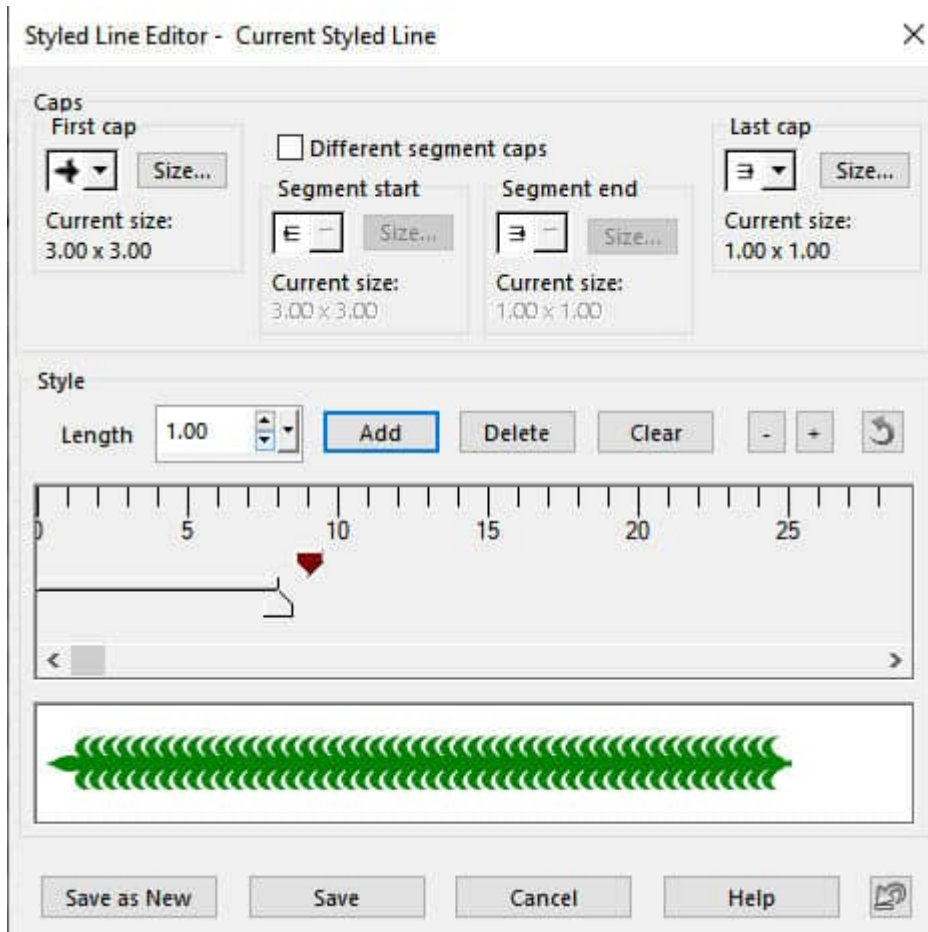 Styled Line Editor - Current Styled Line
Caps
First cap
Size...
Current size:
3.00 x 3.00
Different segment caps
Segment start
Size...
Current size:
3.00 x 3.00
Segment end
Size...
Current size:
1.00 x 1.00
Last cap
Size...
Current size:
1.00 x 1.00
Style
Length 1.00 Add Delete Clear - +
0 5 10 15 20 25
Save as New Save Cancel Help